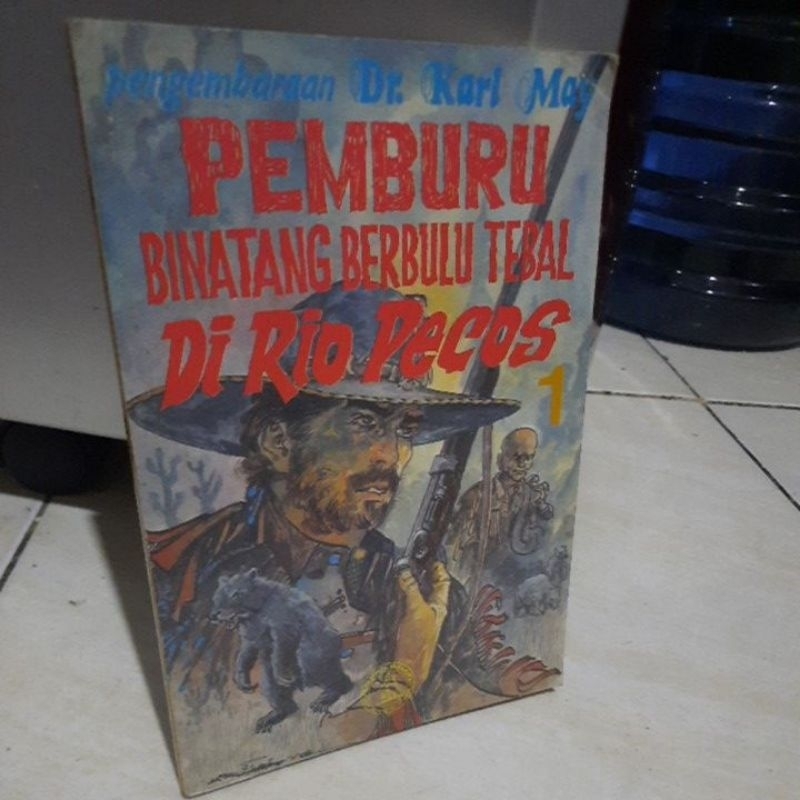 pengembaraan Dr. Karl May
PEMBURU
BINATANG BERBULU TEBAL
Di Rio Pecos
1